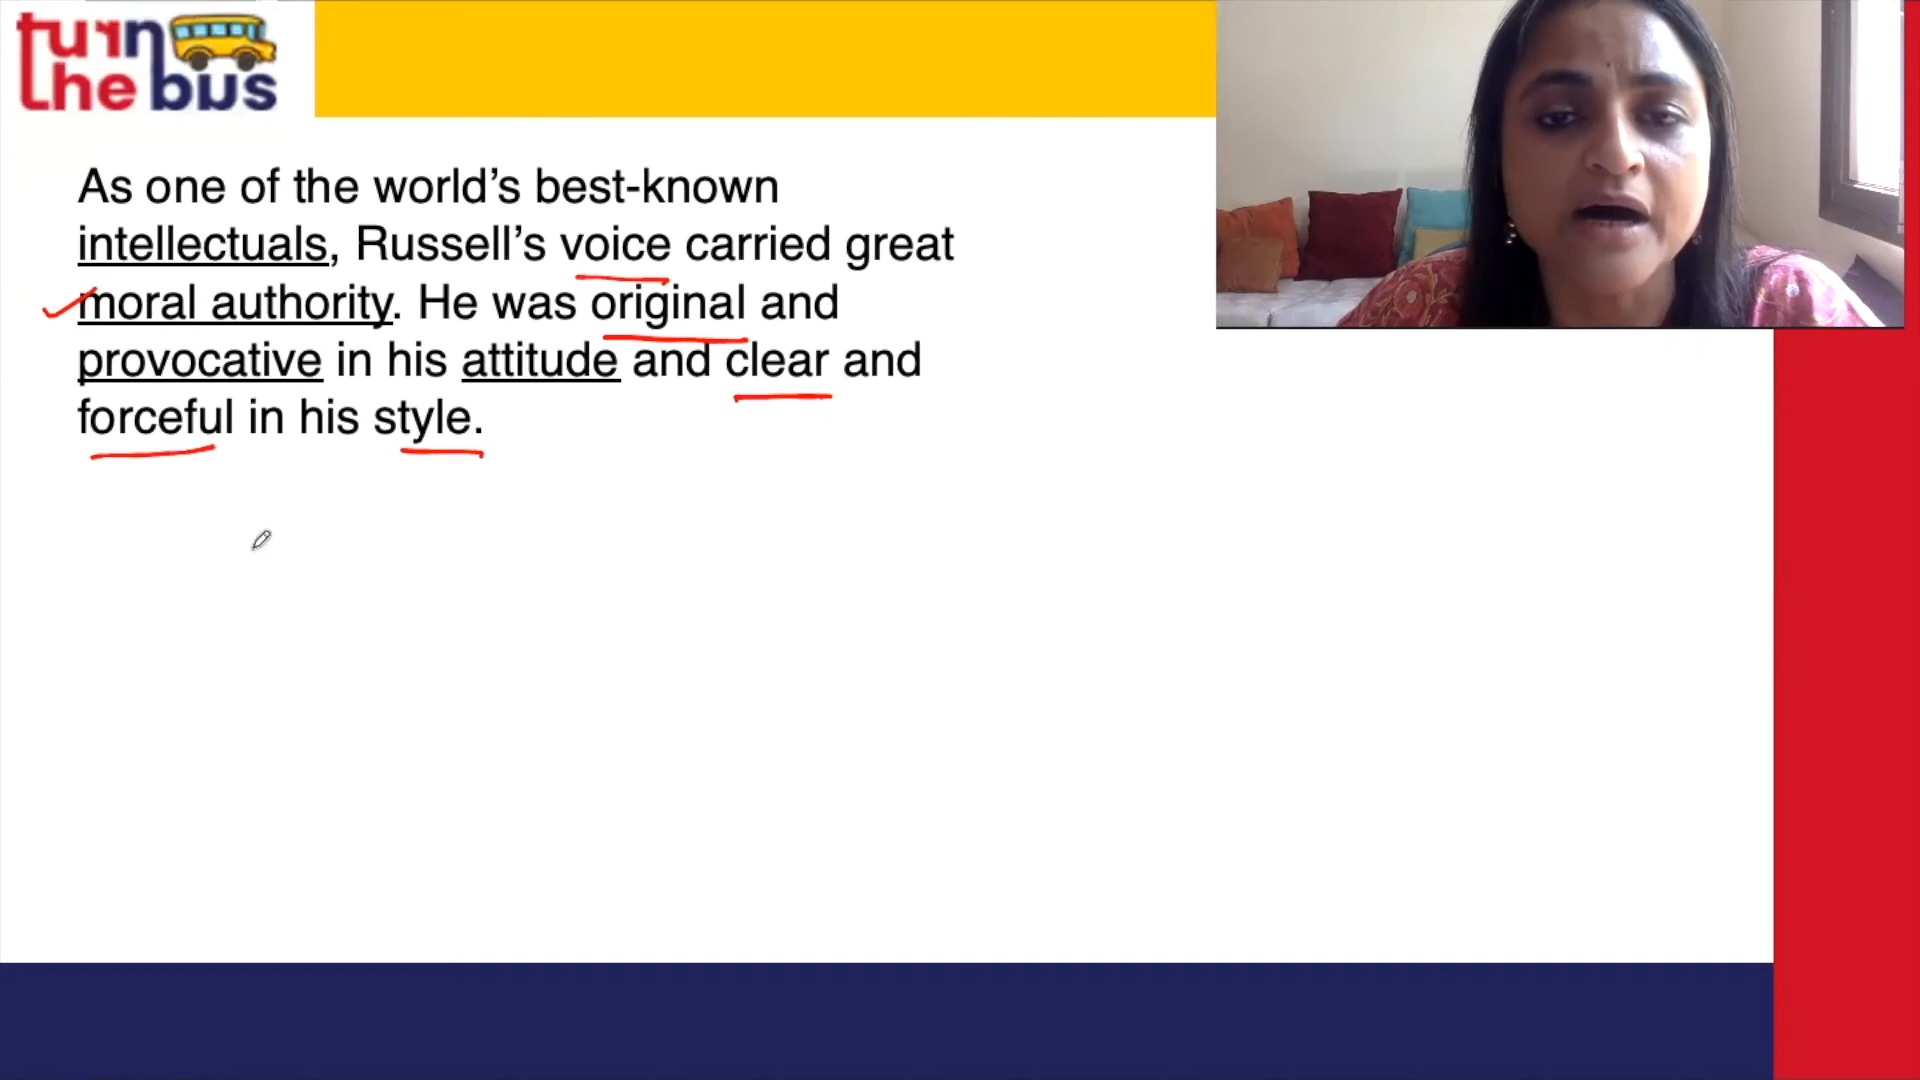 turn
the bus
As one of the world’s best-known
intellectuals, Russell’s voice carried great
moral authority. He was original and
provocative in his attitude and clear and
forceful in his style.